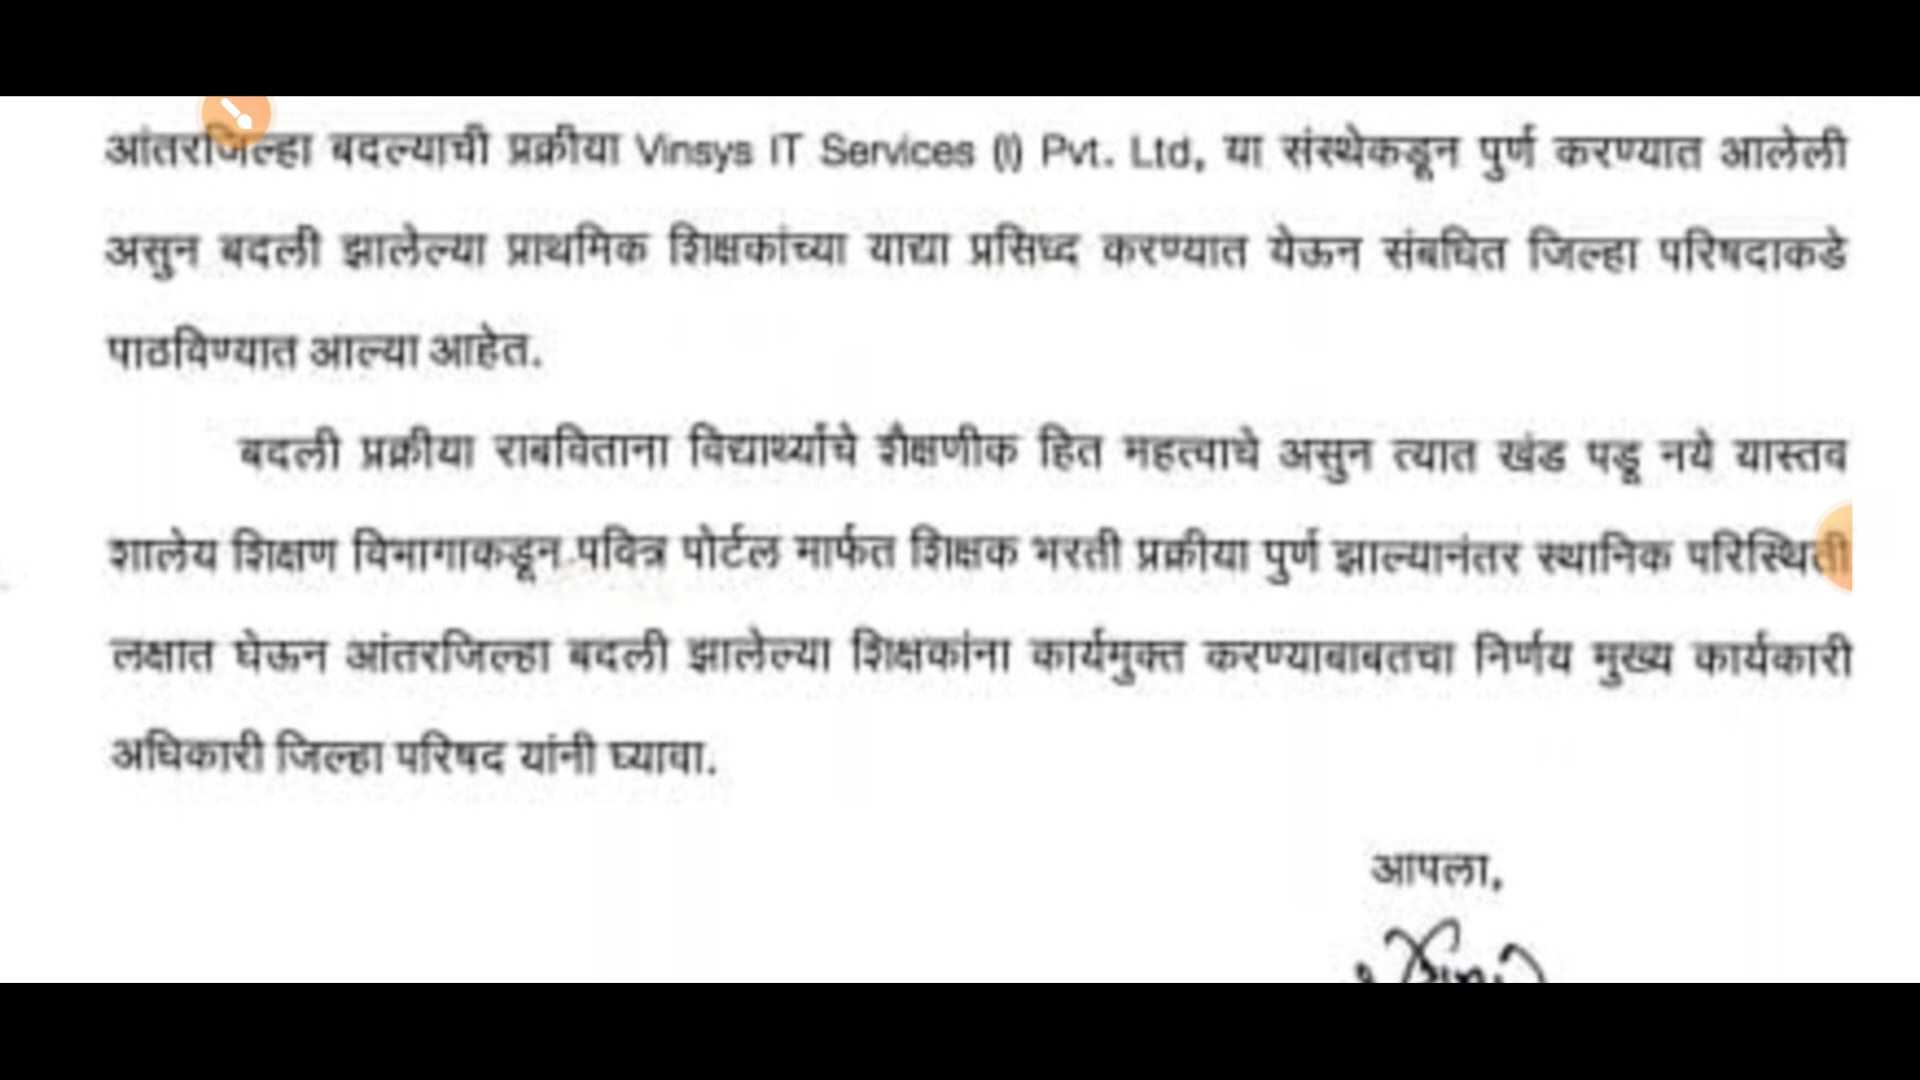 आंतरजिल्हा बदल्याची प्रक्रीया Vinsys IT Services (I) Pvt. Ltd, या संस्थेकडून पुर्ण करण्यात आलेली
असुन बदली झालेल्या प्राथमिक शिक्षकांच्या याद्या प्रसिध्द करण्यात येऊन संबधित जिल्हा परिषदाकडे
पाठविण्यात आल्या आहेत.
बदली प्रक्रीया राबविताना विद्यार्थ्यांचे शैक्षणीक हित महत्वाचे असुन त्यात खंड पडू नये यास्तव
शालेय शिक्षण विभागाकडून पवित्र पोर्टल मार्फत शिक्षक भरती प्रक्रीया पुर्ण झाल्यानंतर स्थानिक परिस्थिती
लक्षात घेऊन आंतरजिल्हा बदली झालेल्या शिक्षकांना कार्यमुक्त करण्याबाबतचा निर्णय मुख्य कार्यकारी
अधिकारी जिल्हा परिषद यांनी घ्यावा.
आपला,